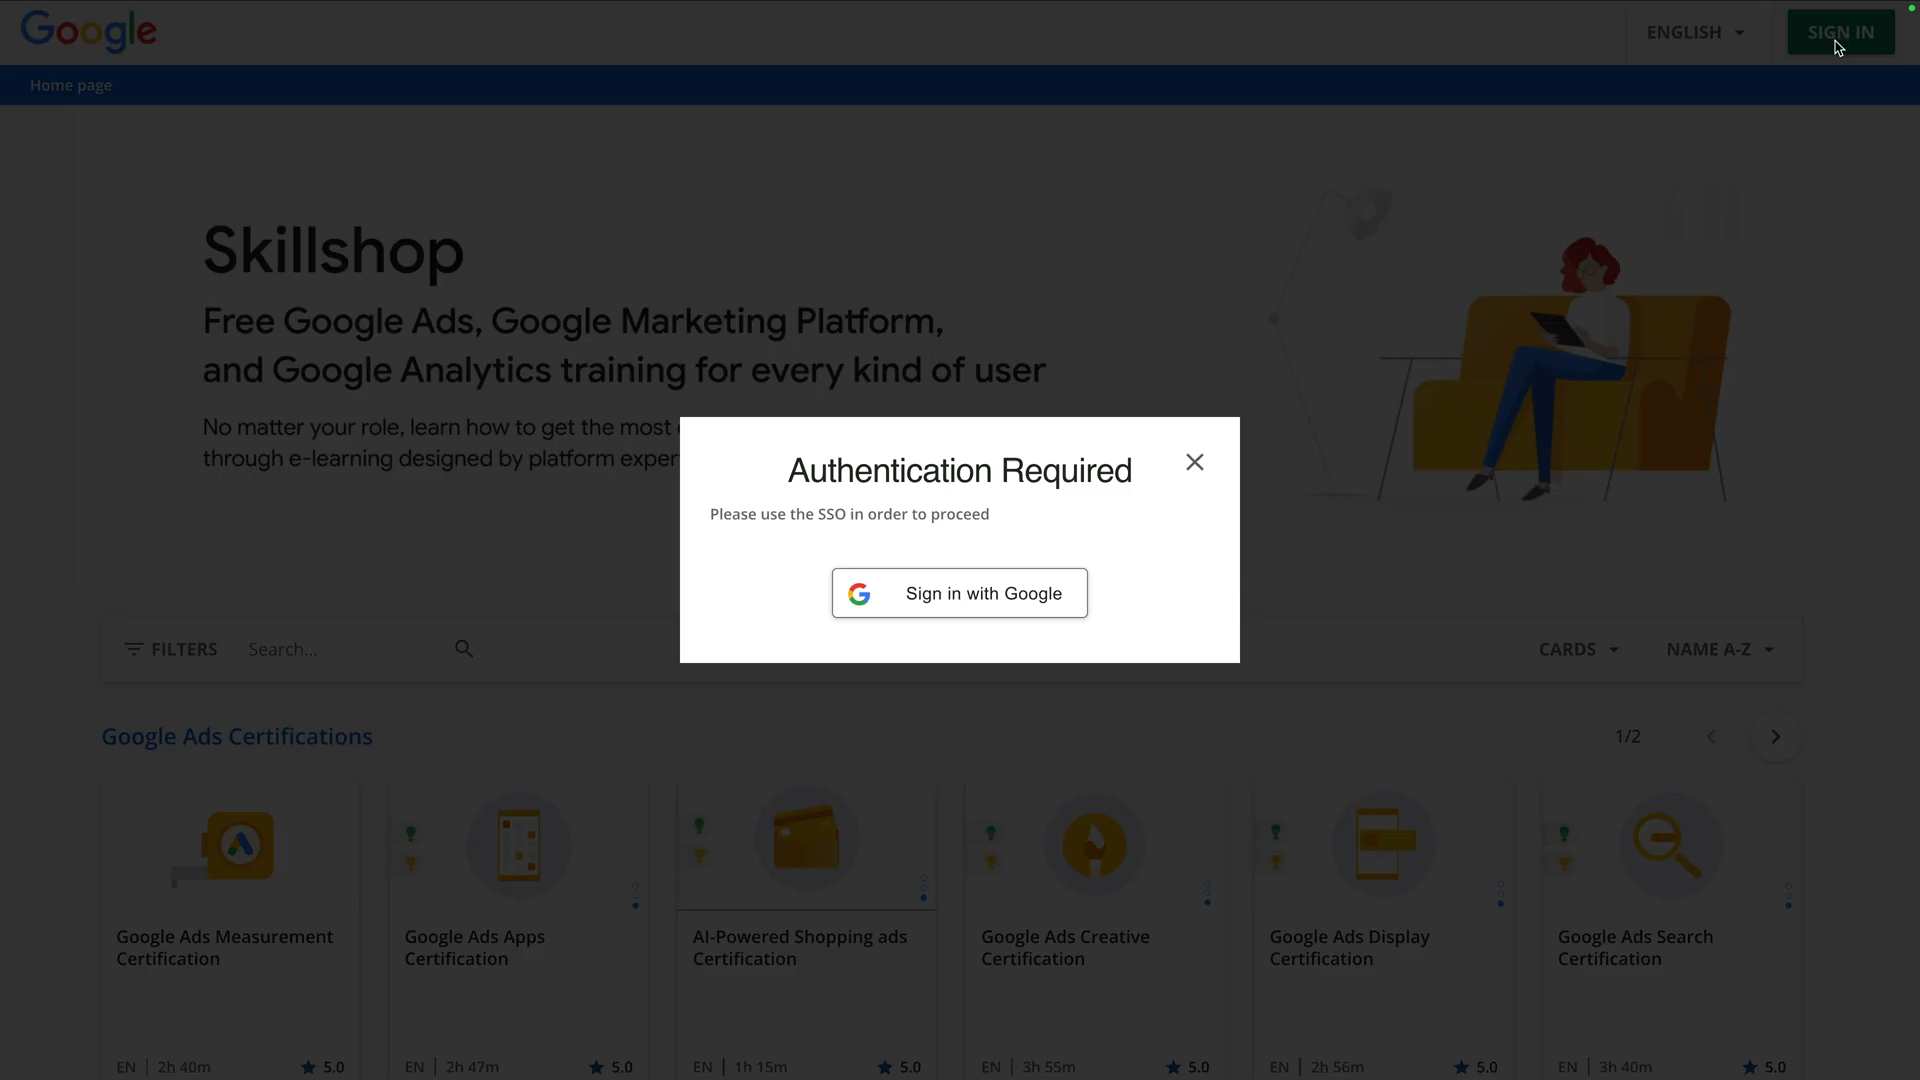 Google
ENGLISH
SIGN IN
Home page
Skillshop
Free Google Ads, Google Marketing Platform,
and Google Analytics training for every kind of user
No matter your role, learn how to get the most
through e-learning designed by platform exper
Authentication Required
Please use the SSO in order to proceed
Sign in with Google
FILTERS
Search...
CARDS
NAME A-Z
Google Ads Certifications
1/2
Google Ads Measurement
Certification
EN | 2h 40m
5.0
Google Ads Apps
Certification
EN | 2h 47m
5.0
AI-Powered Shopping ads
Certification
EN | 1h 15m
5.0
Google Ads Creative
Certification
EN | 3h 55m
5.0
Google Ads Display
Certification
EN | 2h 56m
5.0
Google Ads Search
Certification
EN | 3h 40m
5.0